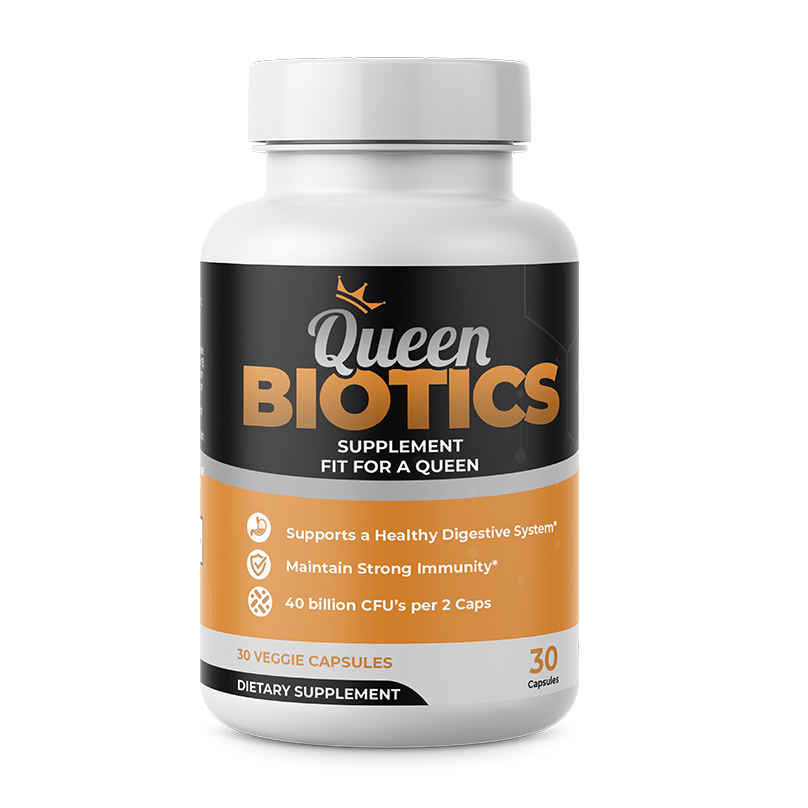 Queen
BIOTICS
SUPPLEMENT
FIT FOR A QUEEN
Supports a Healthy Digestive System*
Maintain Strong Immunity*
40 billion CFU's per 2 Caps
30 VEGGIE CAPSULES
30
Capsules
DIETARY SUPPLEMENT